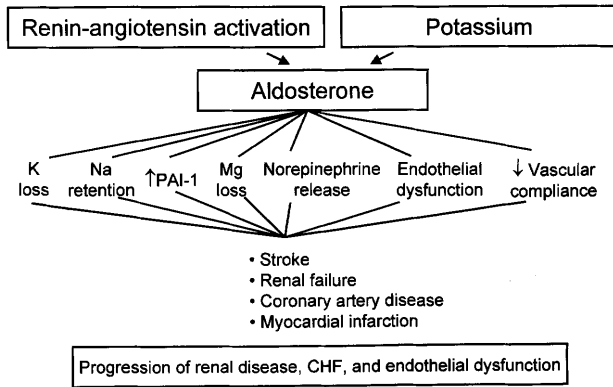 Renin-angiotensin activation
Potassium
Aldosterone
K loss
Na retention
↑PAI-1
Mg loss
Norepinephrine release
Endothelial dysfunction
↓ Vascular compliance
• Stroke
• Renal failure
• Coronary artery disease
• Myocardial infarction
Progression of renal disease, CHF, and endothelial dysfunction